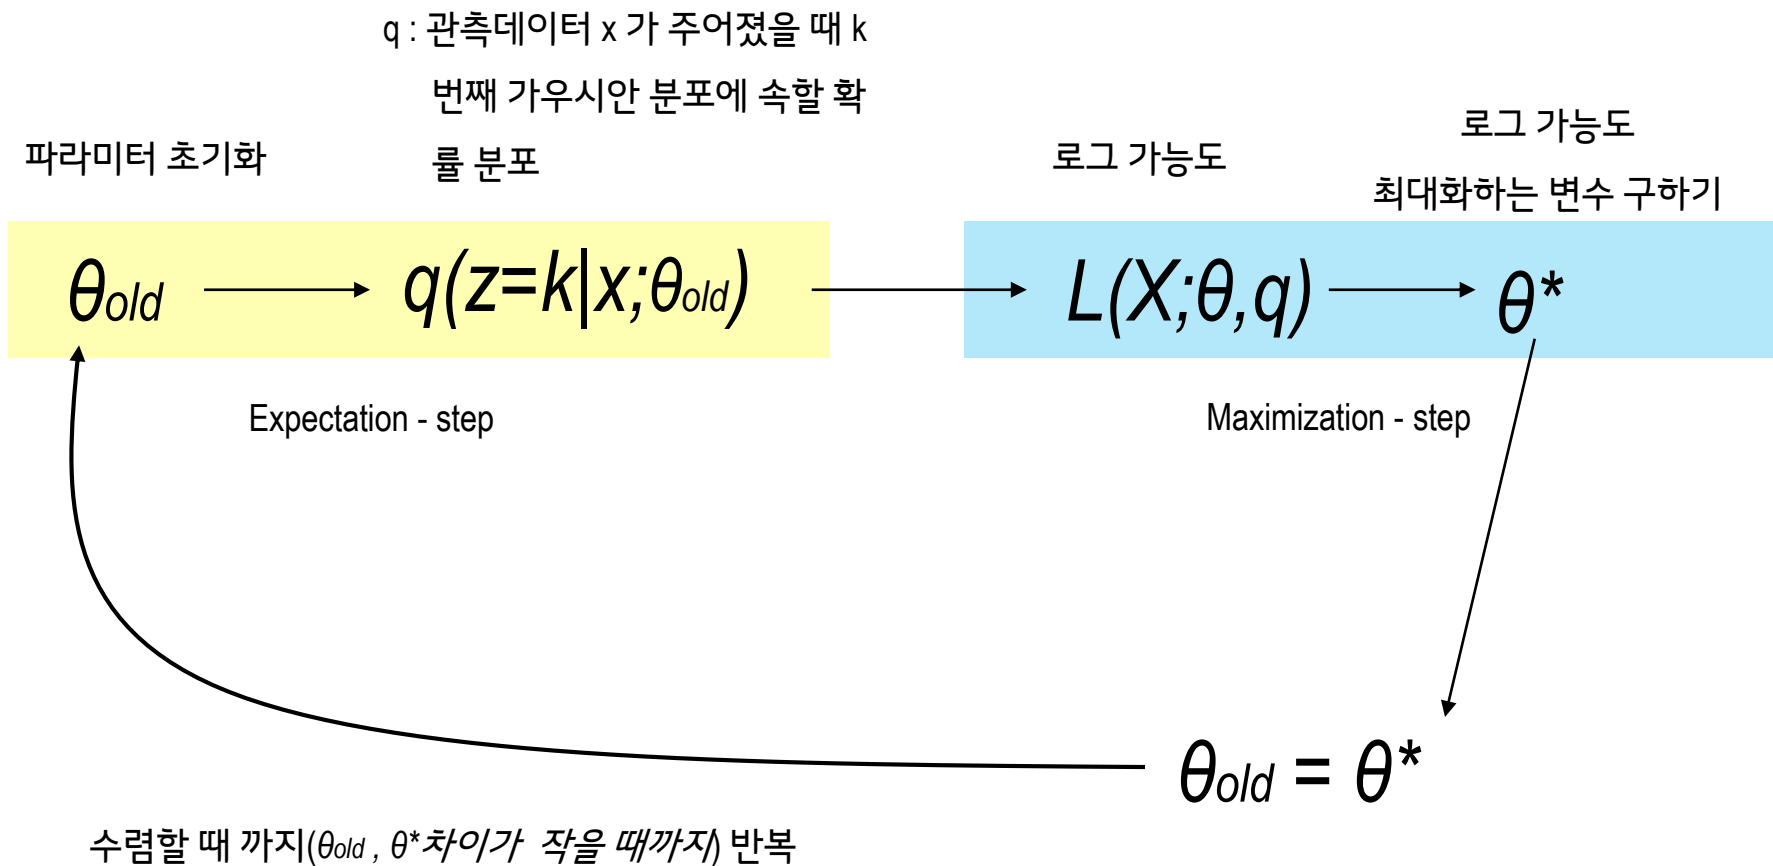 q : 관측데이터 x 가 주어졌을 때 k
번째 가우시안 분포에 속할 확
률 분포
파라미터 초기화
로그 가능도
로그 가능도
최대화하는 변수 구하기
θold
q(z=k|x;θold)
L(X;θ,q)
θ*
Expectation - step
Maximization - step
θold = θ*
수렴할 때 까지(θold , θ*차이가 작을 때까지) 반복